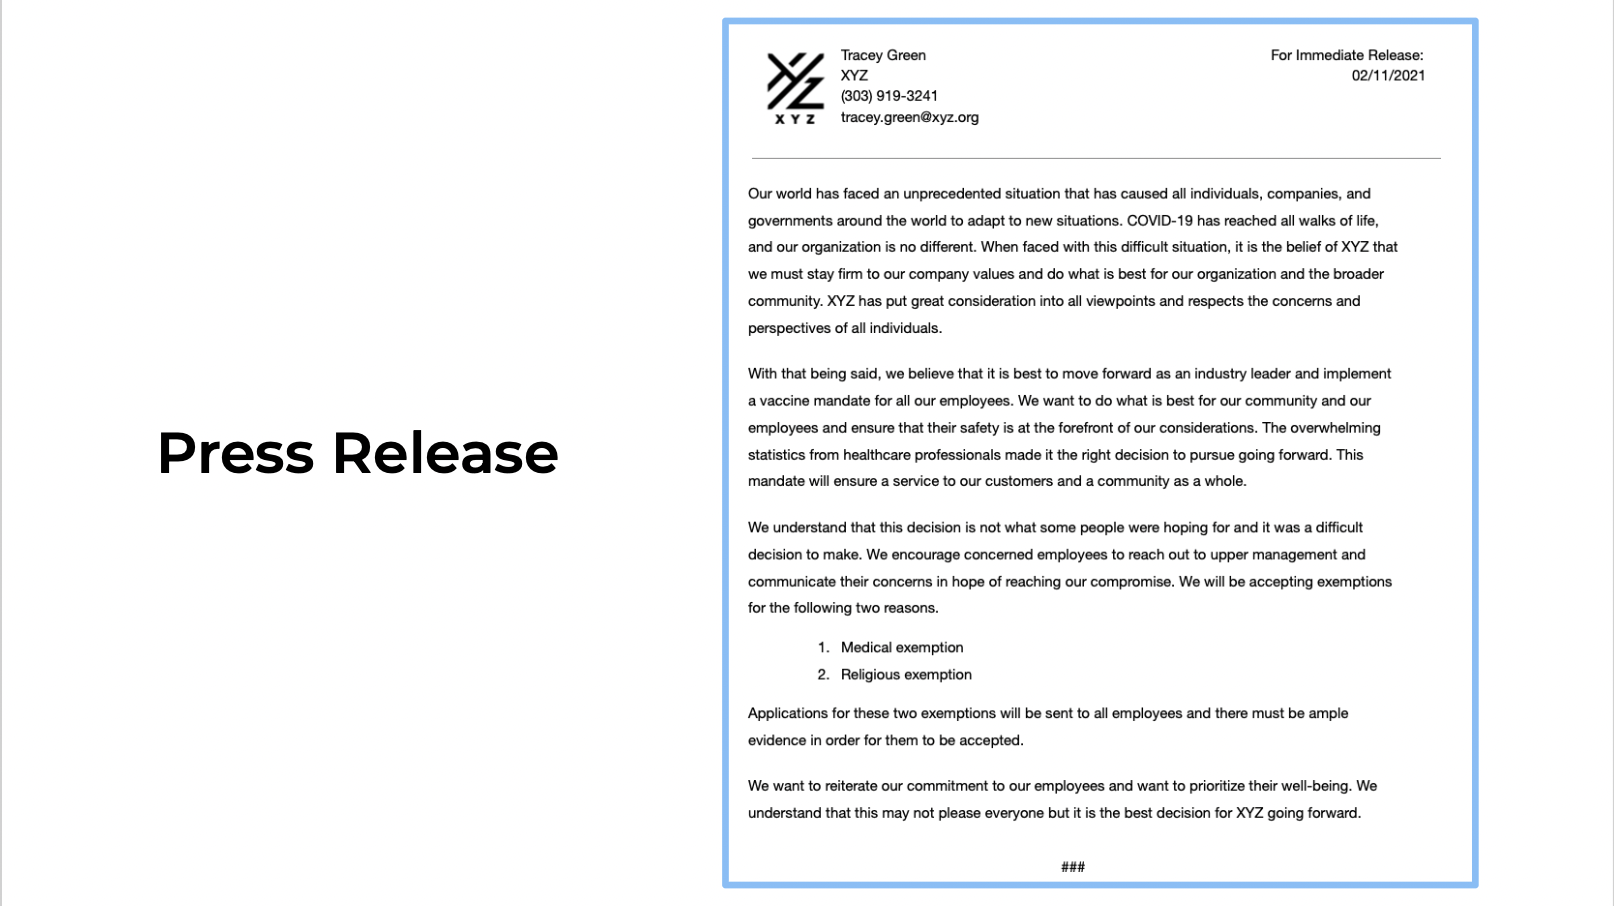 Press Release
XYZ
Tracey Green
XYZ
(303) 919-3241
tracey.green@xyz.org
For Immediate Release:
02/11/2021
Our world has faced an unprecedented situation that has caused all individuals, companies, and
governments around the world to adapt to new situations. COVID-19 has reached all walks of life,
and our organization is no different. When faced with this difficult situation, it is the belief of XYZ that
we must stay firm to our company values and do what is best for our organization and the broader
community. XYZ has put great consideration into all viewpoints and respects the concerns and
perspectives of all individuals.
With that being said, we believe that it is best to move forward as an industry leader and implement
a vaccine mandate for all our employees. We want to do what is best for our community and our
employees and ensure that their safety is at the forefront of our considerations. The overwhelming
statistics from healthcare professionals made it the right decision to pursue going forward. This
mandate will ensure a service to our customers and a community as a whole.
We understand that this decision is not what some people were hoping for and it was a difficult
decision to make. We encourage concerned employees to reach out to upper management and
communicate their concerns in hope of reaching our compromise. We will be accepting exemptions
for the following two reasons.
1. Medical exemption
2. Religious exemption
Applications for these two exemptions will be sent to all employees and there must be ample
evidence in order for them to be accepted.
We want to reiterate our commitment to our employees and want to prioritize their well-being. We
understand that this may not please everyone but it is the best decision for XYZ going forward.
###